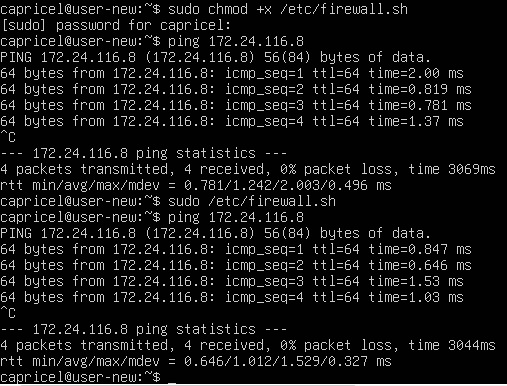 capricel@user-new:~$ sudo chmod +x /etc/firewall.sh
[sudo] password for capricel:
capricel@user-new:~$ ping 172.24.116.8
PING 172.24.116.8 (172.24.116.8) 56(84) bytes of data.
64 bytes from 172.24.116.8: icmp_seq=1 ttl=64 time=2.00 ms
64 bytes from 172.24.116.8: icmp_seq=2 ttl=64 time=0.819 ms
64 bytes from 172.24.116.8: icmp_seq=3 ttl=64 time=0.781 ms
64 bytes from 172.24.116.8: icmp_seq=4 ttl=64 time=1.37 ms
^C
--- 172.24.116.8 ping statistics ---
4 packets transmitted, 4 received, 0% packet loss, time 3069ms
rtt min/avg/max/mdev = 0.781/1.242/2.003/0.496 ms
capricel@user-new:~$ sudo /etc/firewall.sh
capricel@user-new:~$ ping 172.24.116.8
PING 172.24.116.8 (172.24.116.8) 56(84) bytes of data.
64 bytes from 172.24.116.8: icmp_seq=1 ttl=64 time=0.847 ms
64 bytes from 172.24.116.8: icmp_seq=2 ttl=64 time=0.646 ms
64 bytes from 172.24.116.8: icmp_seq=3 ttl=64 time=1.53 ms
64 bytes from 172.24.116.8: icmp_seq=4 ttl=64 time=1.03 ms
^C
--- 172.24.116.8 ping statistics ---
4 packets transmitted, 4 received, 0% packet loss, time 3044ms
rtt min/avg/max/mdev = 0.646/1.012/1.529/0.327 ms
capricel@user-new:~$ _